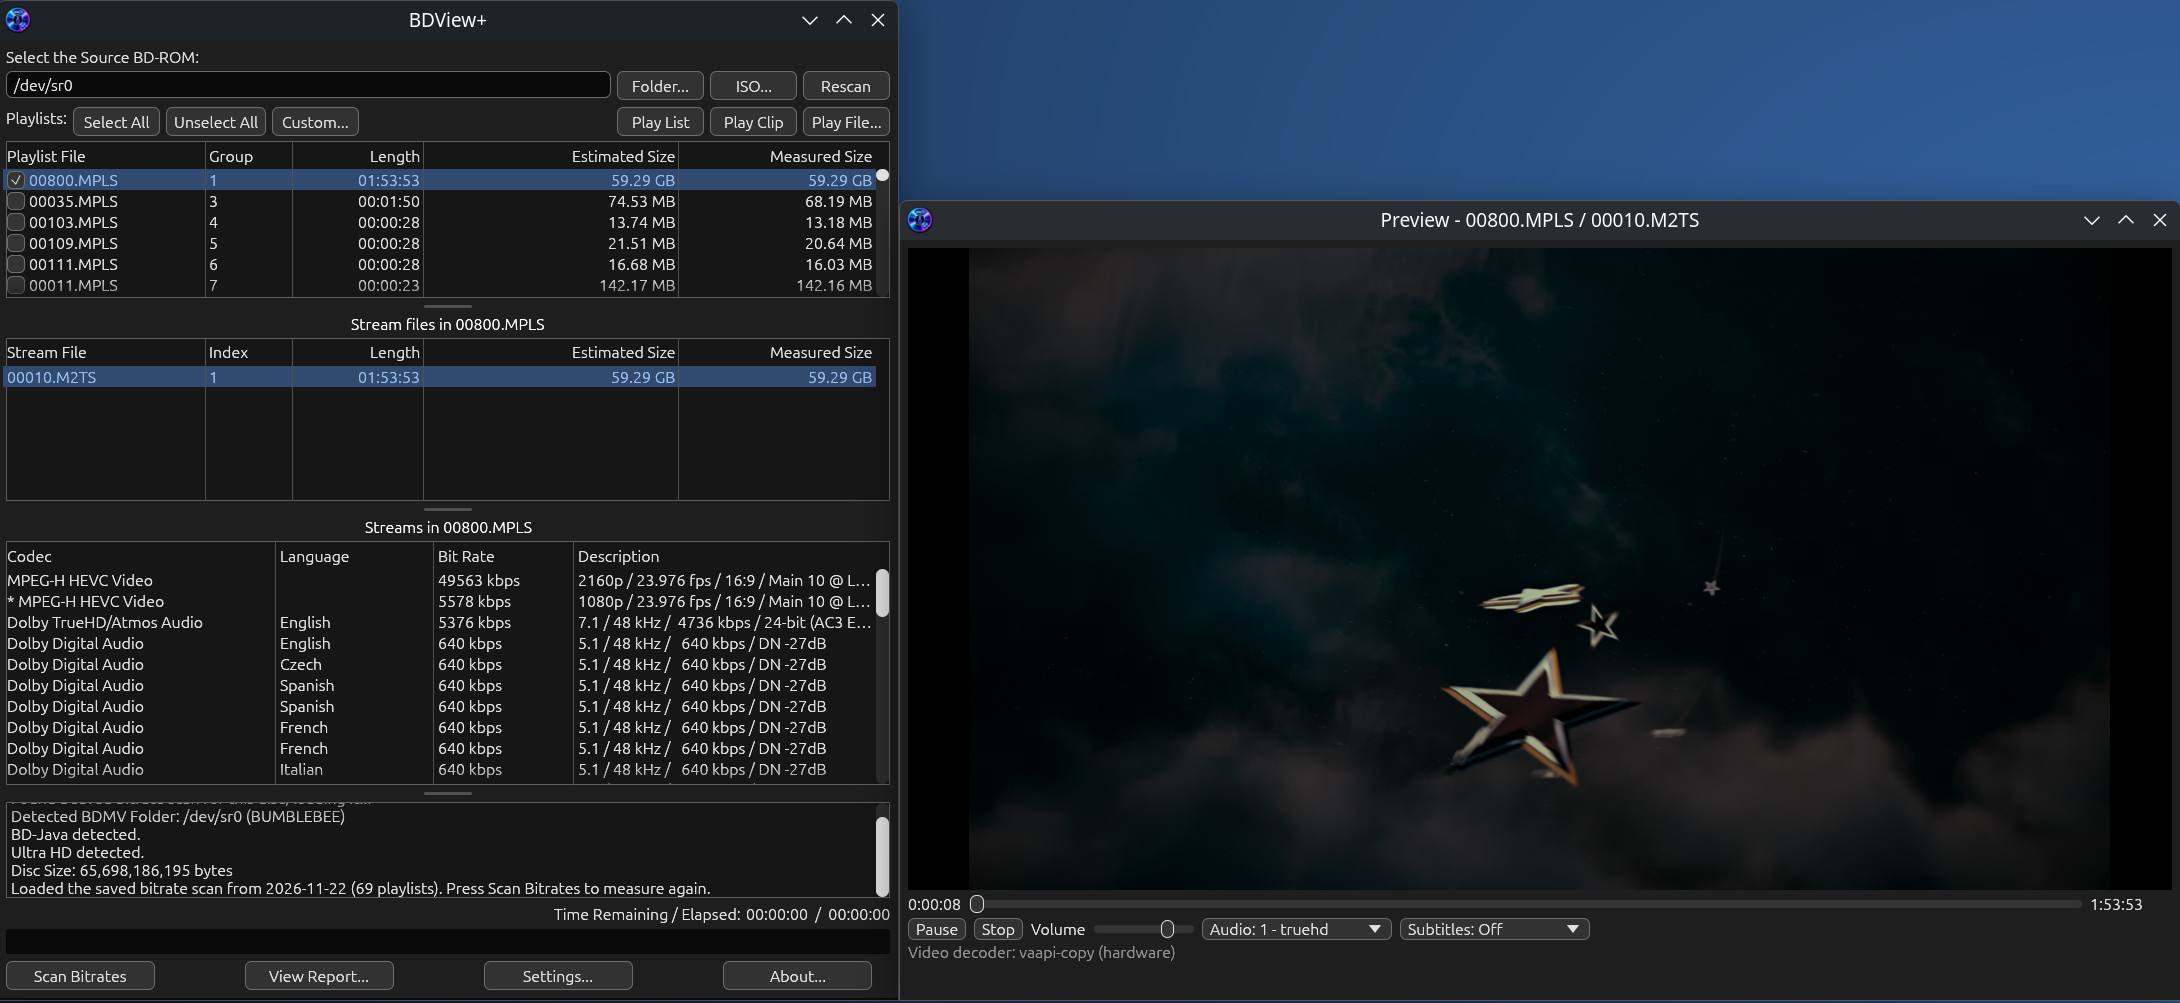 BDView+
Select the Source BD-ROM:
/dev/sr0
Folder...
ISO...
Rescan
Playlists:
Select All
Unselect All
Custom...
Play List
Play Clip
Play File...
Playlist File Group Length Estimated Size Measured Size
00800.MPLS 1 01:53:53 59.29 GB 59.29 GB
00035.MPLS 3 00:01:50 74.53 MB 68.19 MB
00103.MPLS 4 00:00:28 13.74 MB 13.18 MB
00109.MPLS 5 00:00:28 21.51 MB 20.64 MB
00111.MPLS 6 00:00:28 16.68 MB 16.03 MB
00011.MPLS 7 00:00:23 142.17 MB 142.16 MB
Stream files in 00800.MPLS
Stream File Index Length Estimated Size Measured Size
00010.M2TS 1 01:53:53 59.29 GB 59.29 GB
Streams in 00800.MPLS
Codec Language Bit Rate Description
MPEG-H HEVC Video 49563 kbps 2160p / 23.976 fps / 16:9 / Main 10 @ L...
* MPEG-H HEVC Video 5578 kbps 1080p / 23.976 fps / 16:9 / Main 10 @ L...
Dolby TrueHD/Atmos Audio English 5376 kbps 7.1 / 48 kHz / 4736 kbps / 24-bit (AC3 E...
Dolby Digital Audio English 640 kbps 5.1 / 48 kHz / 640 kbps / DN -27dB
Dolby Digital Audio Czech 640 kbps 5.1 / 48 kHz / 640 kbps / DN -27dB
Dolby Digital Audio Spanish 640 kbps 5.1 / 48 kHz / 640 kbps / DN -27dB
Dolby Digital Audio Spanish 640 kbps 5.1 / 48 kHz / 640 kbps / DN -27dB
Dolby Digital Audio French 640 kbps 5.1 / 48 kHz / 640 kbps / DN -27dB
Dolby Digital Audio French 640 kbps 5.1 / 48 kHz / 640 kbps / DN -27dB
Dolby Digital Audio Italian 640 kbps 5.1 / 48 kHz / 640 kbps / DN -27dB
Detected BDMV Folder: /dev/sr0 (BUMBLEBEE)
BD-Java detected.
Ultra HD detected.
Disc Size: 65,698,186,195 bytes
Loaded the saved bitrate scan from 2026-11-22 (69 playlists). Press Scan Bitrates to measure again.
Time Remaining / Elapsed: 00:00:00 / 00:00:00
Scan Bitrates
View Report...
Settings...
About...
Preview - 00800.MPLS / 00010.M2TS
0:00:08
1:53:53
Pause
Stop
Volume
Audio: 1 - truehd
Subtitles: Off
Video decoder: vaapi-copy (hardware)